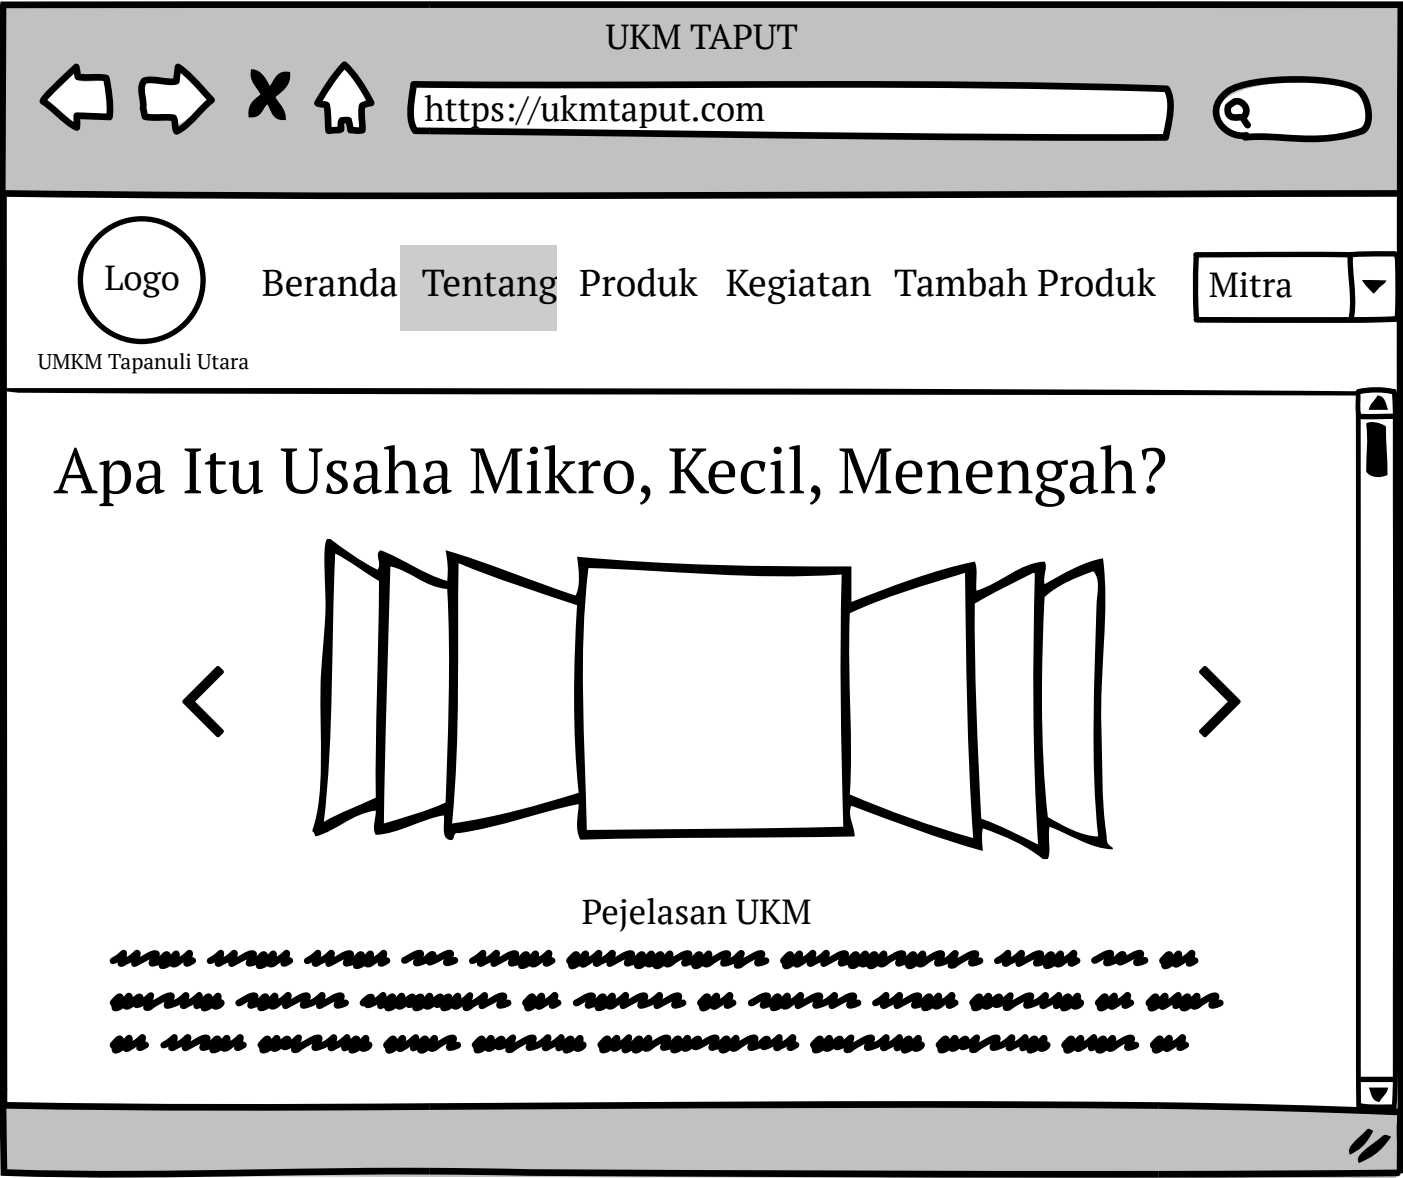 UKM TAPUT
https://ukmtaput.com
Logo
UMKM Tapanuli Utara
Beranda Tentang Produk Kegiatan Tambah Produk Mitra
Apa Itu Usaha Mikro, Kecil, Menengah?
Pejelasan UKM